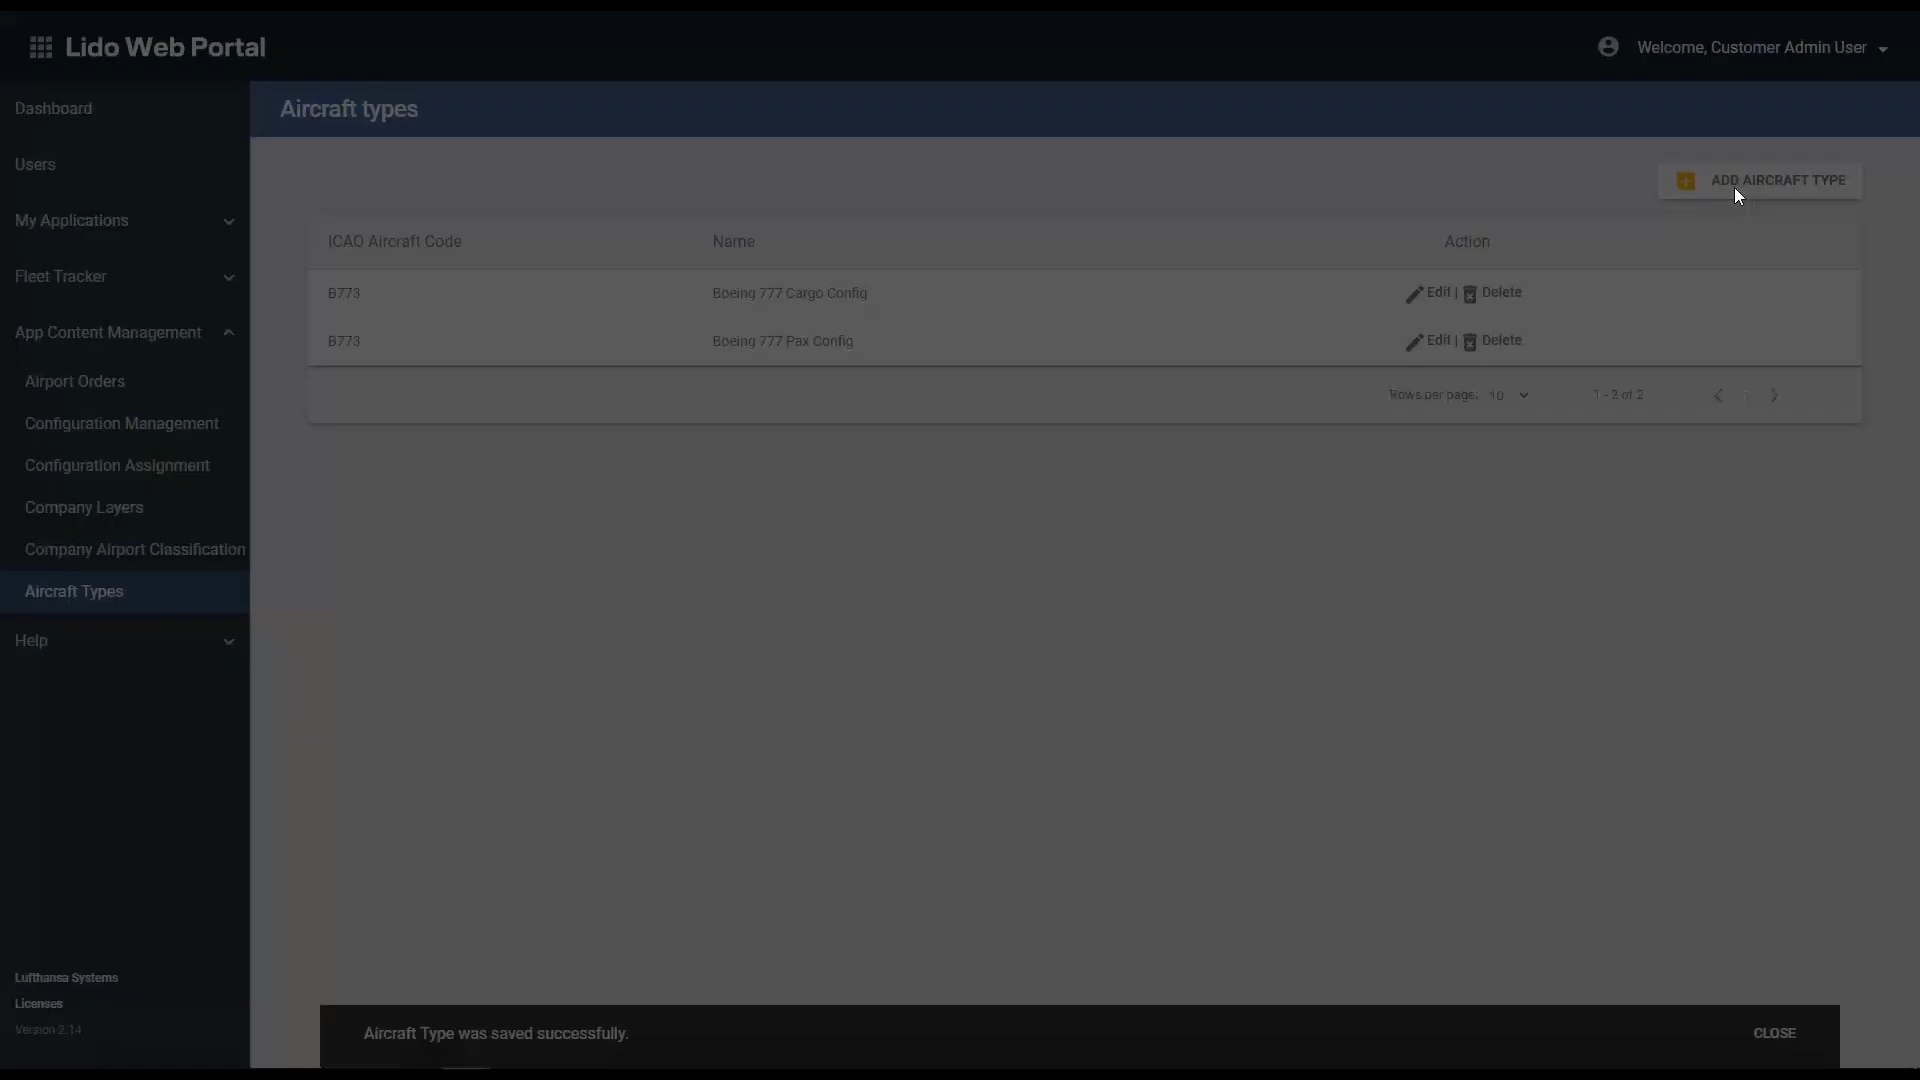 Lido Web Portal
Welcome, Customer Admin User
Dashboard
Users
My Applications
Fleet Tracker
App Content Management
Airport Orders
Configuration Management
Configuration Assignment
Company Layers
Company Airport Classification
Aircraft Types
Help
Lufthansa Systems
Licenses
Version 2.14
Aircraft types
ADD AIRCRAFT TYPE
ICAO Aircraft Code Name Action
B773 Boeing 777 Cargo Config Edit | Delete
B773 Boeing 777 Pax Config Edit | Delete
Rows per page: 10 1 - 2 of 2
Aircraft Type was saved successfully. CLOSE